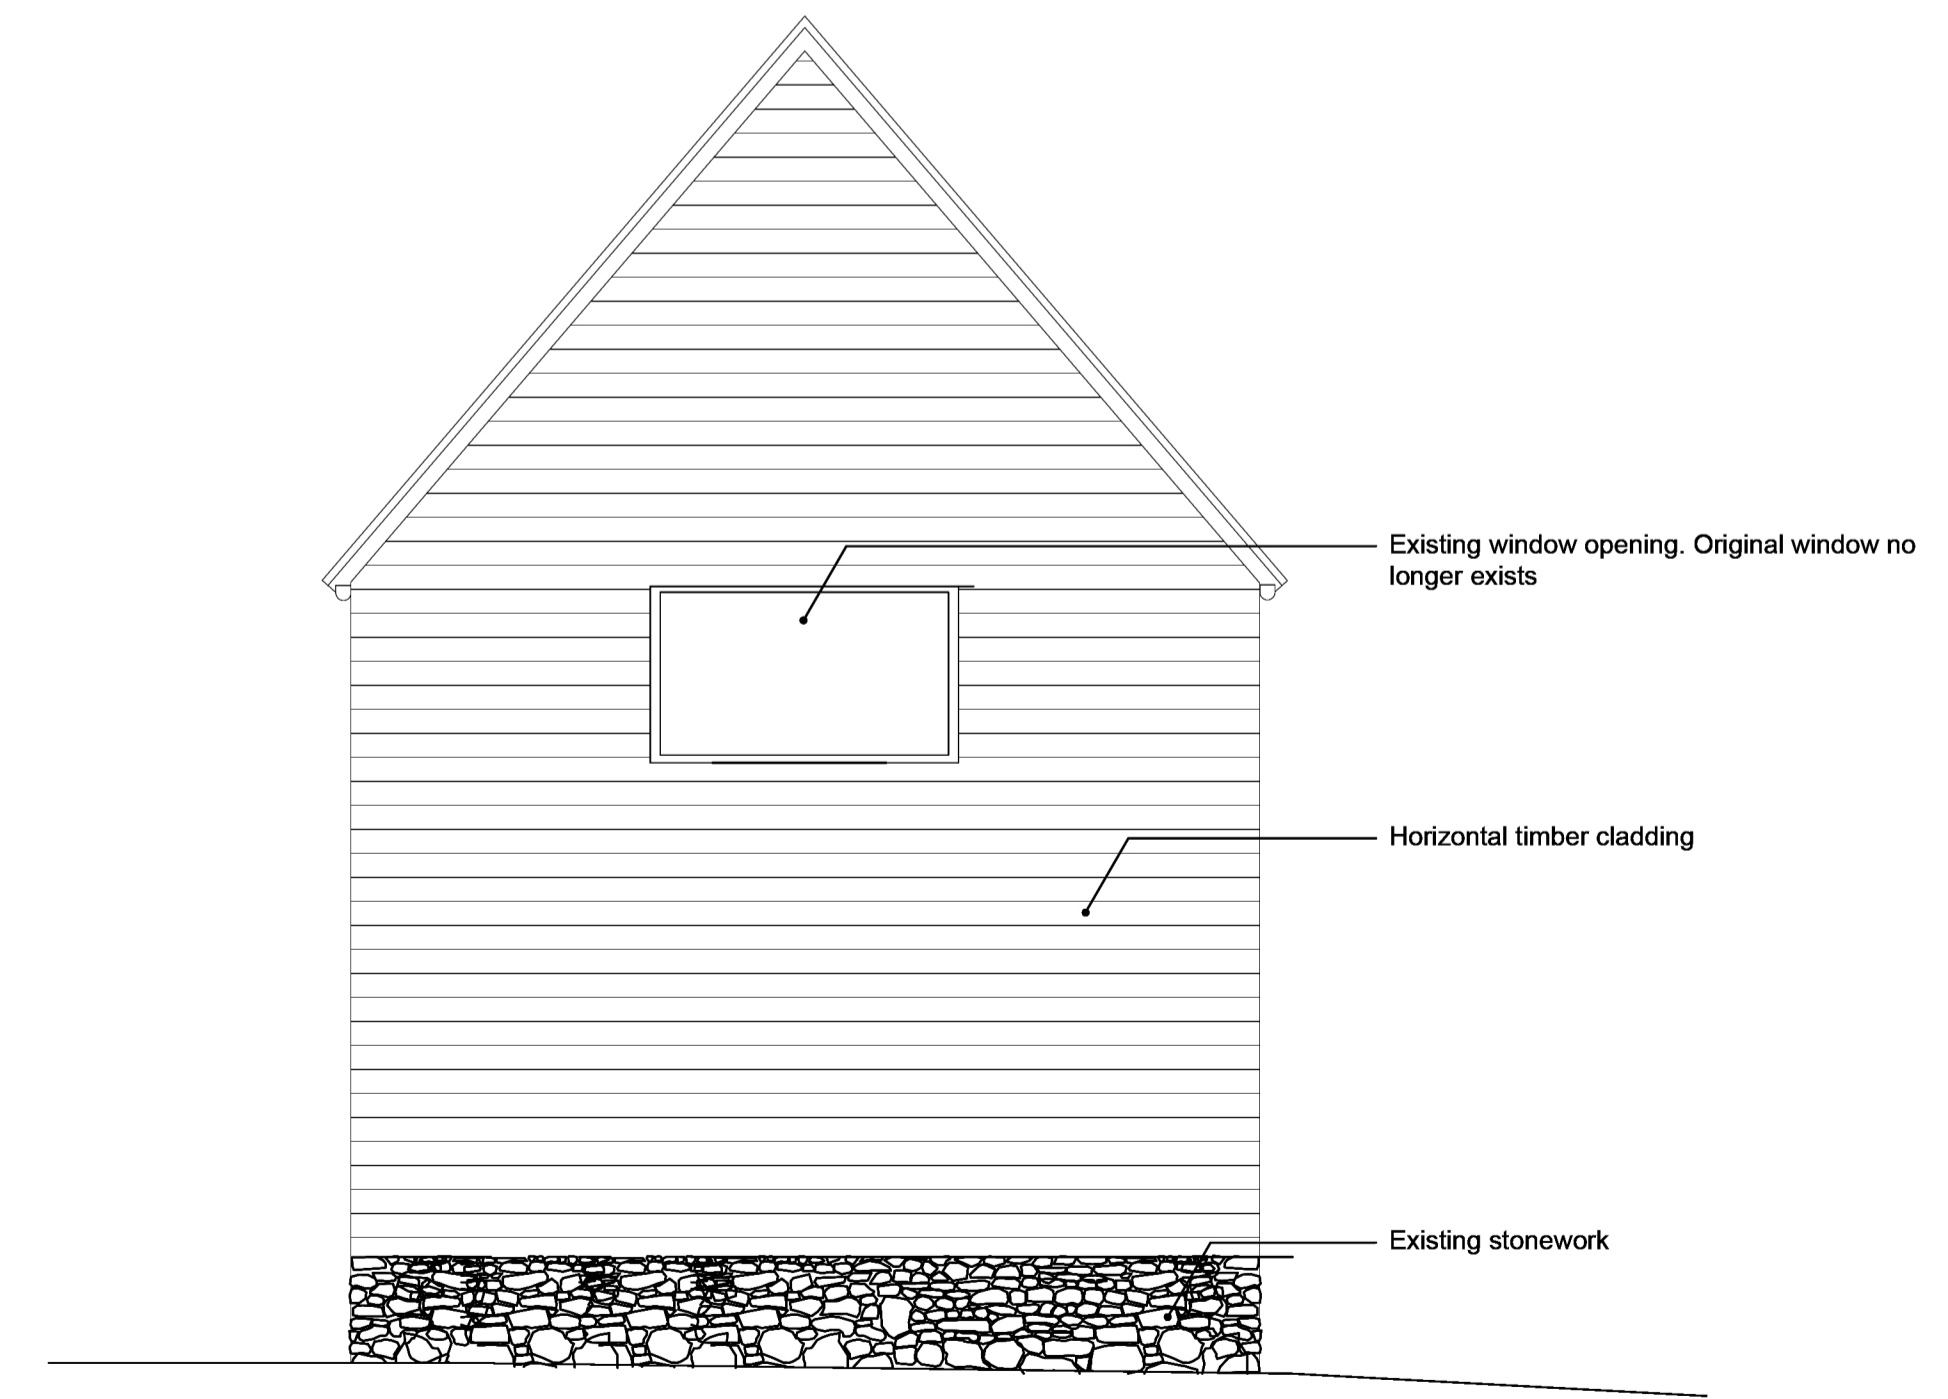 Existing window opening. Original window no
longer exists
Horizontal timber cladding
Existing stonework